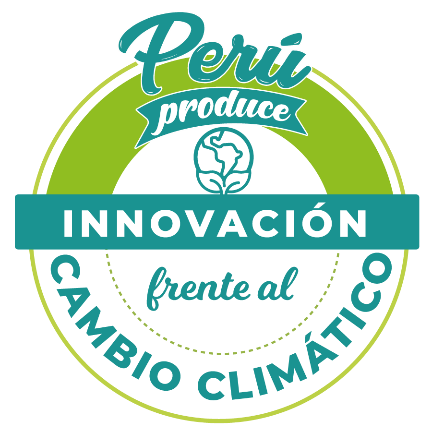 Perú
produce
INNOVACIÓN
frente al
CAMBIO CLIMÁTICO